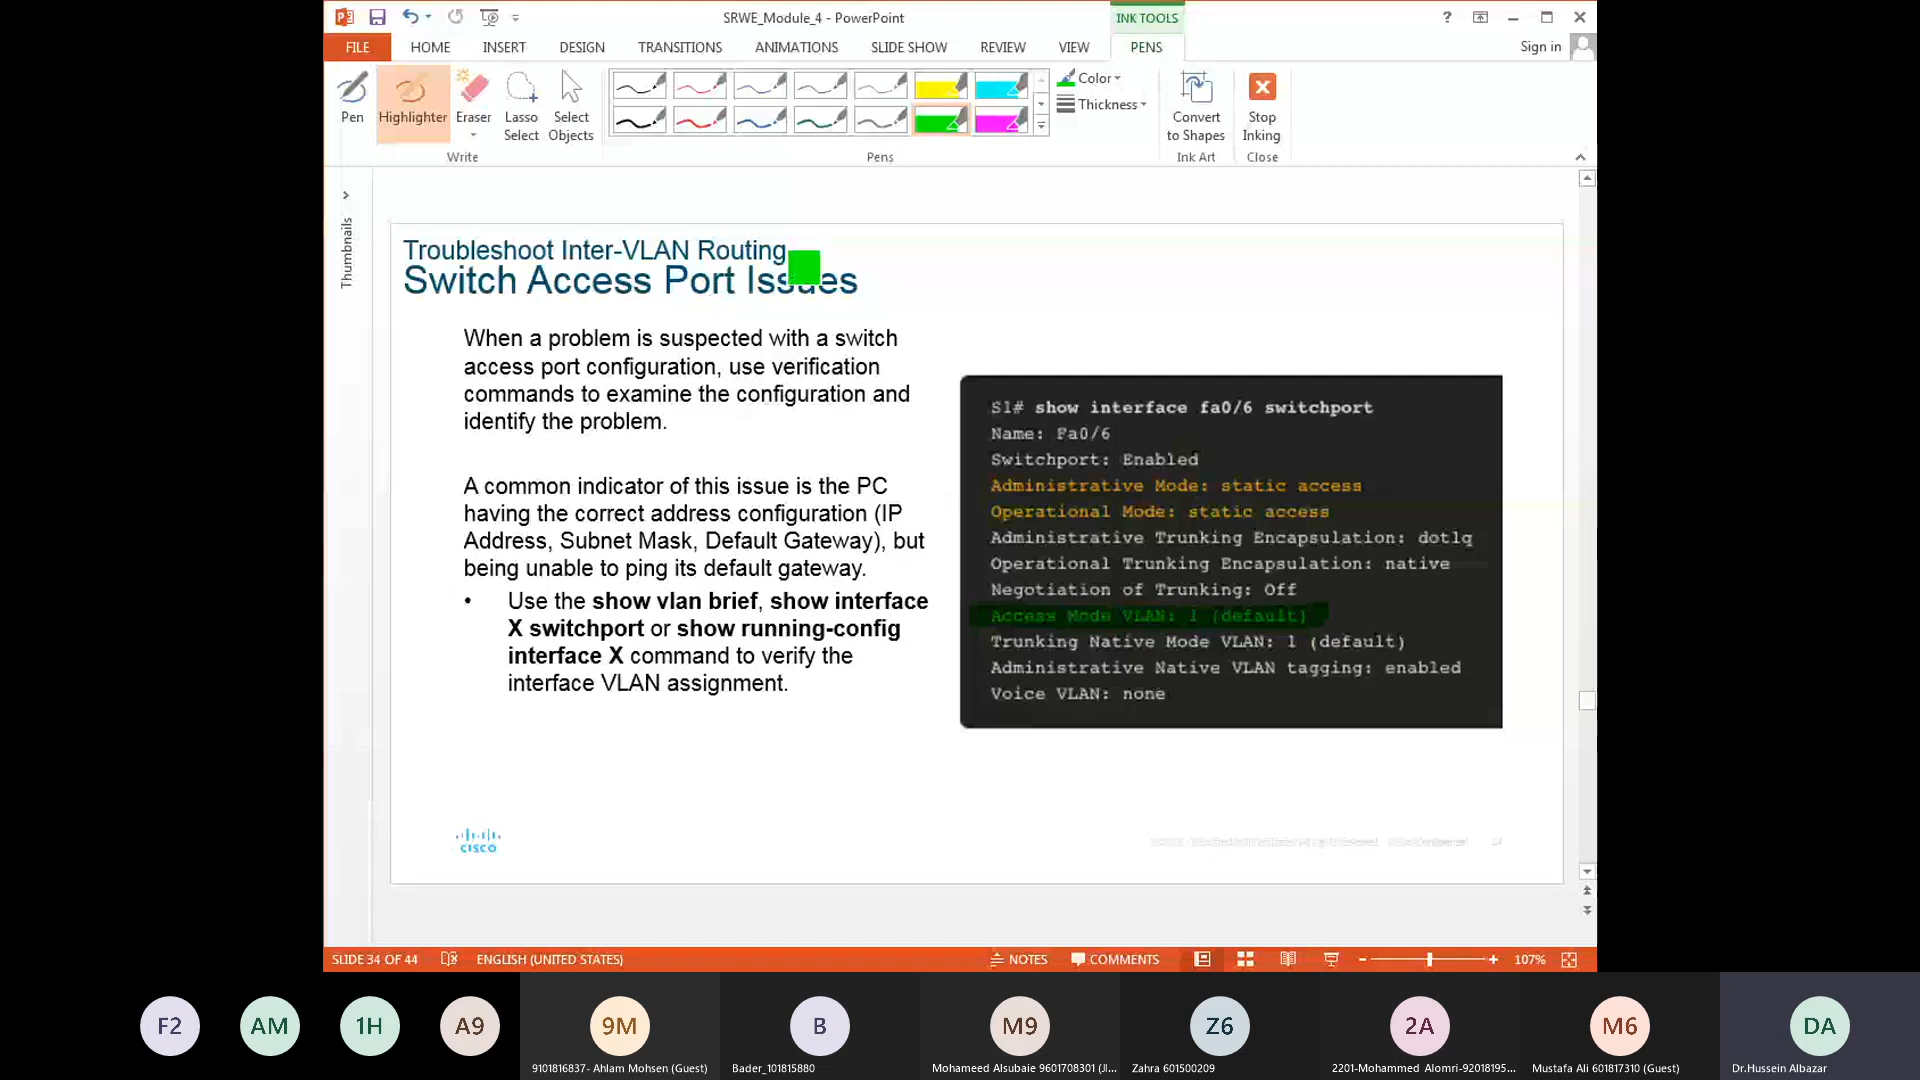 SRWE_Module_4 - PowerPoint
INK TOOLS
?
FILE
HOME
INSERT
DESIGN
TRANSITIONS
ANIMATIONS
SLIDE SHOW
REVIEW
VIEW
PENS
Sign in
Pen
Highlighter
Eraser
Lasso
Select
Select
Objects
Color
Thickness
Convert
to Shapes
Stop
Inking
Write
Pens
Ink Art
Close
Thumbnails
Troubleshoot Inter-VLAN Routing
Switch Access Port Issues
When a problem is suspected with a switch
access port configuration, use verification
commands to examine the configuration and
identify the problem.
A common indicator of this issue is the PC
having the correct address configuration (IP
Address, Subnet Mask, Default Gateway), but
being unable to ping its default gateway.
• Use the show vlan brief, show interface
X switchport or show running-config
interface X command to verify the
interface VLAN assignment.
S1# show interface fa0/6 switchport
Name: Fa0/6
Switchport: Enabled
Administrative Mode: static access
Operational Mode: static access
Administrative Trunking Encapsulation: dot1q
Operational Trunking Encapsulation: native
Negotiation of Trunking: Off
Access Mode VLAN: 1 (default)
Trunking Native Mode VLAN: 1 (default)
Administrative Native VLAN tagging: enabled
Voice VLAN: none
CISCO
SLIDE 34 OF 44
ENGLISH (UNITED STATES)
NOTES
COMMENTS
107%
F2
AM
1H
A9
9M
B
M9
Z6
2A
M6
DA
9101816837- Ahlam Mohsen (Guest)
Bader_101815880
Mohameed Alsubaie 9601708301 (Jl...
Zahra 601500209
2201-Mohammed Alomri-92018195...
Mustafa Ali 601817310 (Guest)
Dr.Hussein Albazar